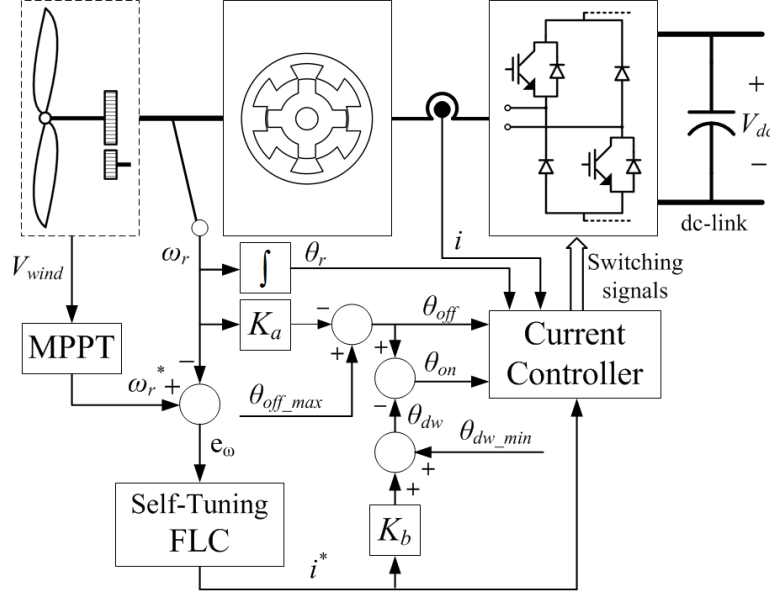 +
V_dc
−
dc-link
V_wind
ω_r
∫
θ_r
i
Switching
signals
MPPT
K_a
−
+
θ_off
Current
Controller
+
θ_on
−
−
ω_r* +
θ_off_max
θ_dw
θ_dw_min
+
+
e_ω
Self-Tuning
FLC
K_b
i*